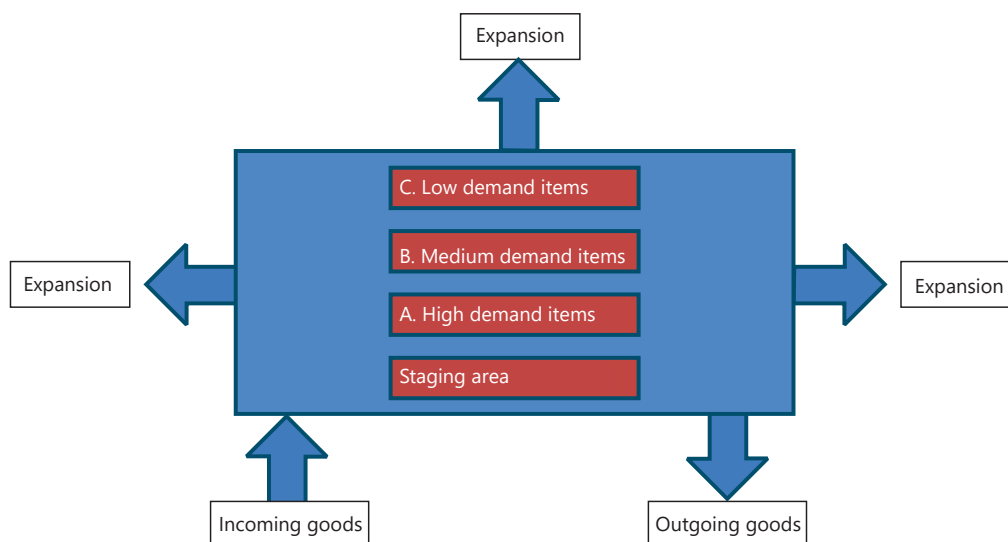 Expansion
C. Low demand items
B. Medium demand items
Expansion
Expansion
A. High demand items
Staging area
Incoming goods
Outgoing goods